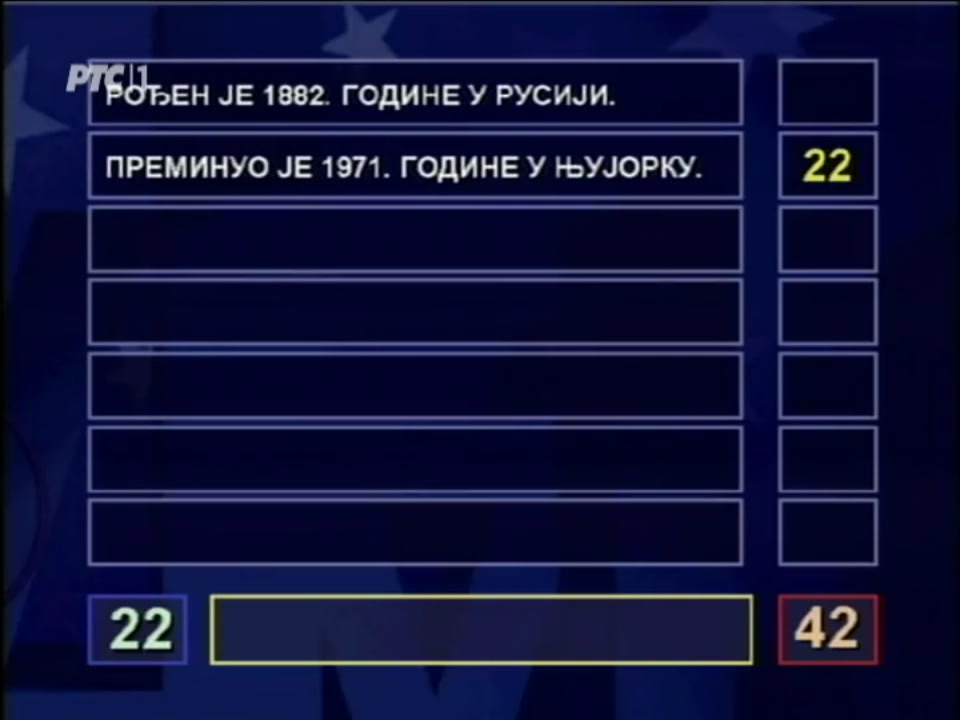 РТС 1
РОЂЕН ЈЕ 1882. ГОДИНЕ У РУСИЈИ.
ПРЕМИНУО ЈЕ 1971. ГОДИНЕ У ЊУЈОРКУ.
22
22
42